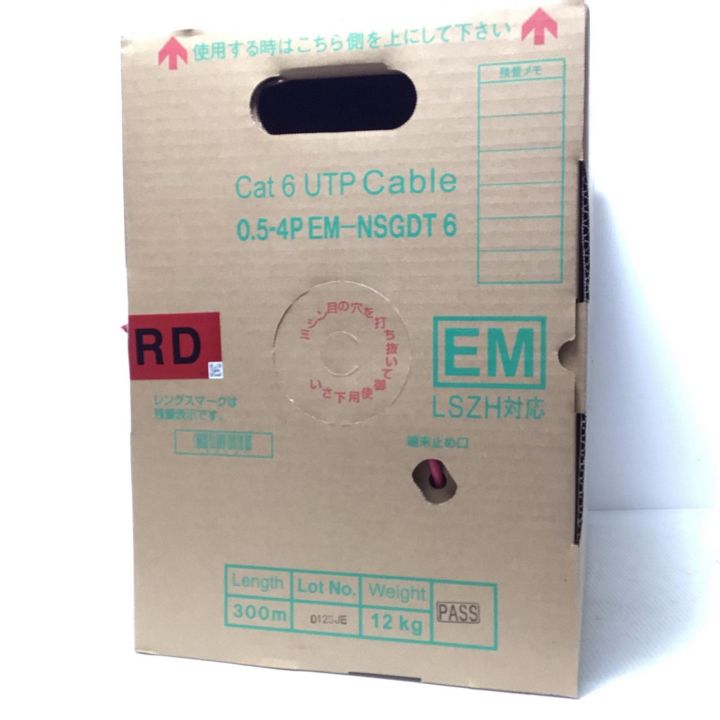 使用する時はこちら側を上にして下さい
残量メモ
Cat 6 UTP Cable
0.5-4P EM-NSGDT 6
ミシン目の穴を打ち抜いて御使用下さい
RD
EM
LSZH対応
レングスマークは
残量表示です。
端末止め口
Length Lot No. Weight
300m 0125JE 12 kg PASS